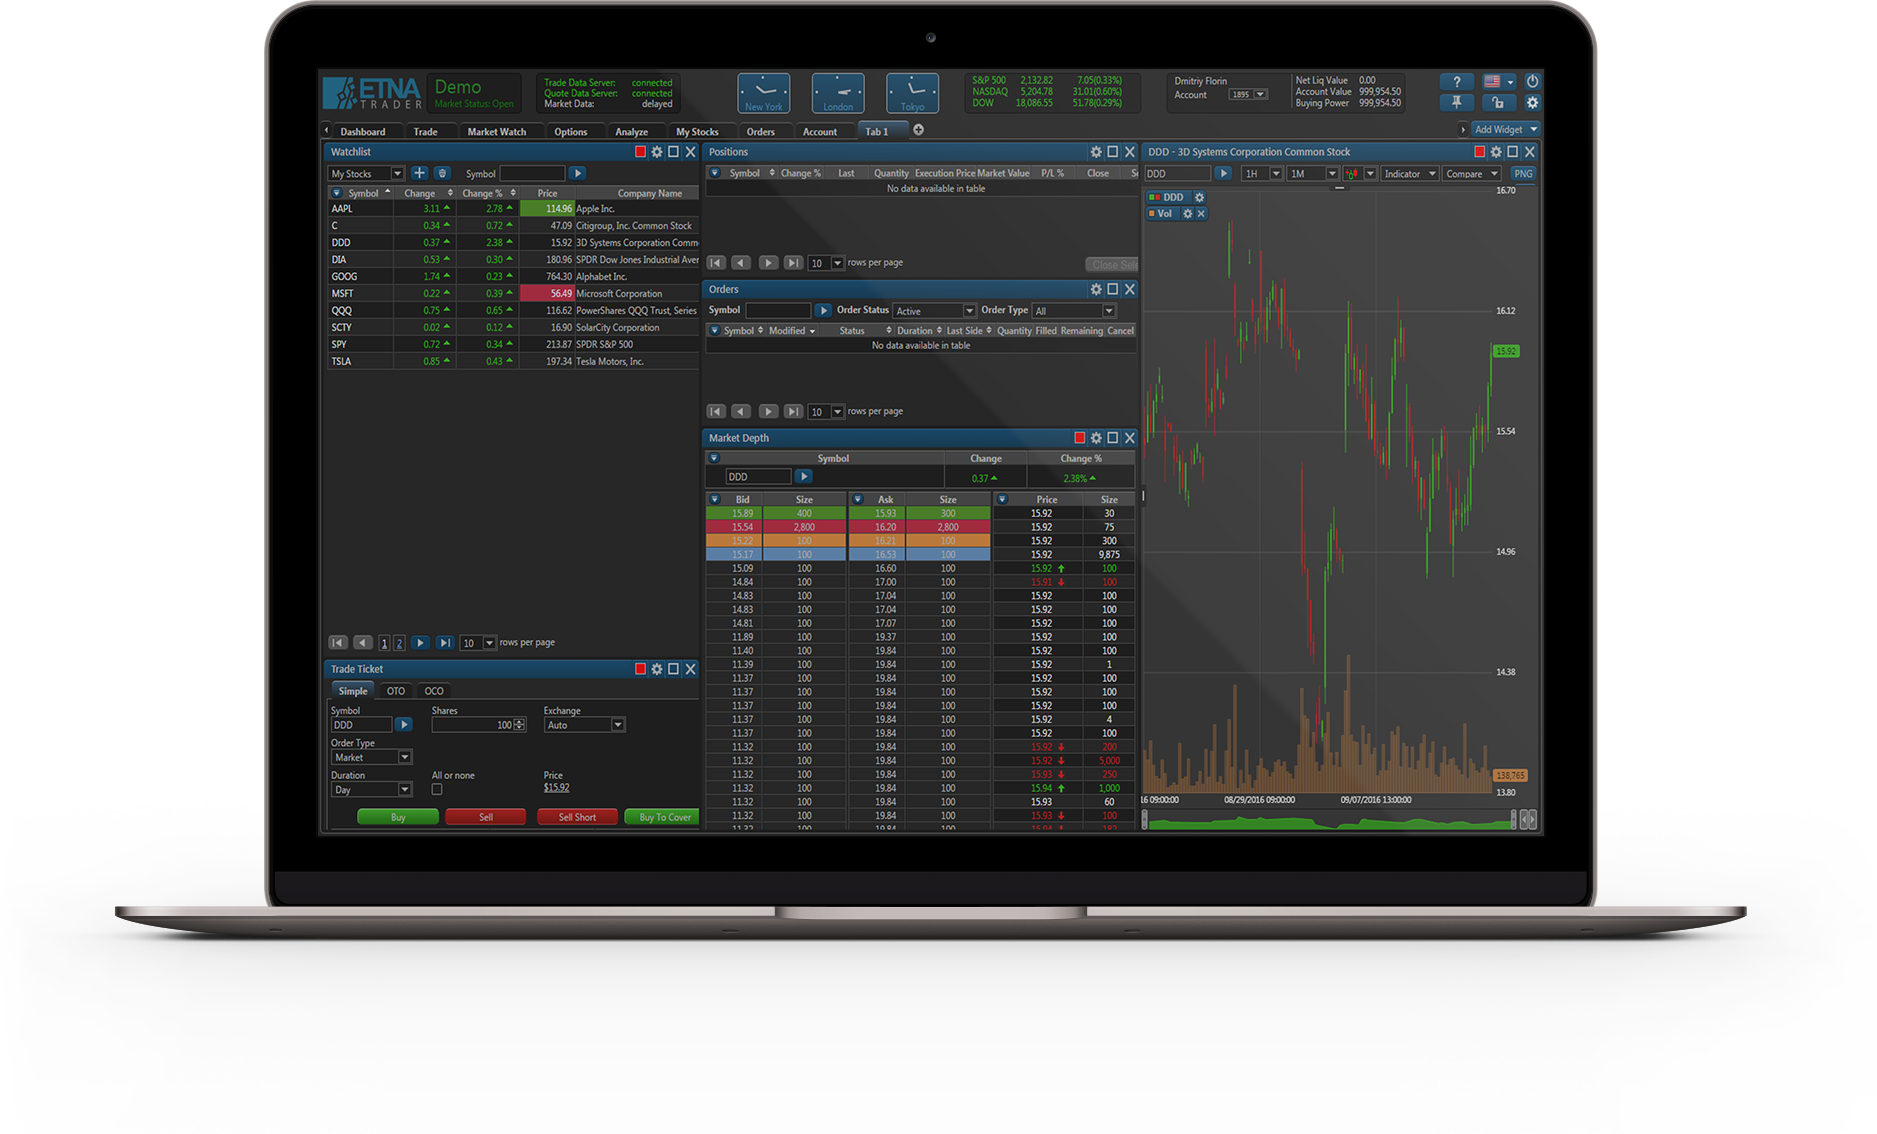 ETNA
TRADER
Demo
Market Status: Open
Trade Data Server: connected
Quote Data Server: connected
Market Data: delayed
New York
London
Tokyo
S&P 500 2,132.82 7.05(0.33%)
NASDAQ 5,204.78 31.01(0.60%)
DOW 18,086.55 51.78(0.29%)
Dmitriy Florin
Account 1895
Net Liq Value 0.00
Account Value 999,954.50
Buying Power 999,954.50
?
Dashboard Trade Market Watch Options Analyze My Stocks Orders Account Tab 1
Add Widget
Watchlist
My Stocks Symbol
Symbol Change Change % Price Company Name
AAPL 3.11 2.78 114.96 Apple Inc.
C 0.34 0.72 47.09 Citigroup, Inc. Common Stock
DDD 0.37 2.38 15.92 3D Systems Corporation Comm
DIA 0.53 0.30 180.96 SPDR Dow Jones Industrial Aver
GOOG 1.74 0.23 764.30 Alphabet Inc.
MSFT 0.22 0.39 56.49 Microsoft Corporation
QQQ 0.75 0.65 116.62 PowerShares QQQ Trust, Series
SCTY 0.02 0.12 16.90 SolarCity Corporation
SPY 0.72 0.34 213.87 SPDR S&P 500
TSLA 0.85 0.43 197.34 Tesla Motors, Inc.
1 2 10 rows per page
Trade Ticket
Simple OTO OCO
Symbol Shares Exchange
DDD 100 Auto
Order Type
Market
Duration All or none Price
Day $15.92
Buy Sell Sell Short Buy To Cover
Positions
Symbol Change % Last Quantity Execution Price Market Value P/L % Close
No data available in table
10 rows per page
Close Sele
Orders
Symbol Order Status Active Order Type All
Symbol Modified Status Duration Last Side Quantity Filled Remaining Cancel
No data available in table
10 rows per page
Market Depth
Symbol Change Change %
DDD 0.37 2.38%
Bid Size Ask Size Price Size
15.89 400 15.93 300 15.92 30
15.54 2,800 16.20 2,800 15.92 75
15.22 100 16.21 100 15.92 300
15.17 100 16.53 100 15.92 9,875
15.09 100 16.60 100 15.92 100
14.84 100 17.00 100 15.91 100
14.83 100 17.04 100 15.92 100
14.83 100 17.04 100 15.92 100
14.81 100 17.07 100 15.92 100
11.89 100 19.37 100 15.92 100
11.40 100 19.84 100 15.92 100
11.39 100 19.84 100 15.92 1
11.37 100 19.84 100 15.92 100
11.37 100 19.84 100 15.92 100
11.37 100 19.84 100 15.92 100
11.37 100 19.84 100 15.92 4
11.37 100 19.84 100 15.92 100
11.32 100 19.84 100 15.92 200
11.32 100 19.84 100 15.92 5,000
11.32 100 19.84 100 15.93 250
11.32 100 19.84 100 15.94 1,000
11.32 100 19.84 100 15.93 60
11.32 100 19.84 100 15.93 100
11.32 100 19.84 100 15.94 182
DDD - 3D Systems Corporation Common Stock
DDD 1H 1M Indicator Compare PNG
DDD
Vol
16.70
16.12
15.92
15.54
14.96
14.38
138,765
13.80
16 09:00:00 08/29/2016 09:00:00 09/07/2016 13:00:00